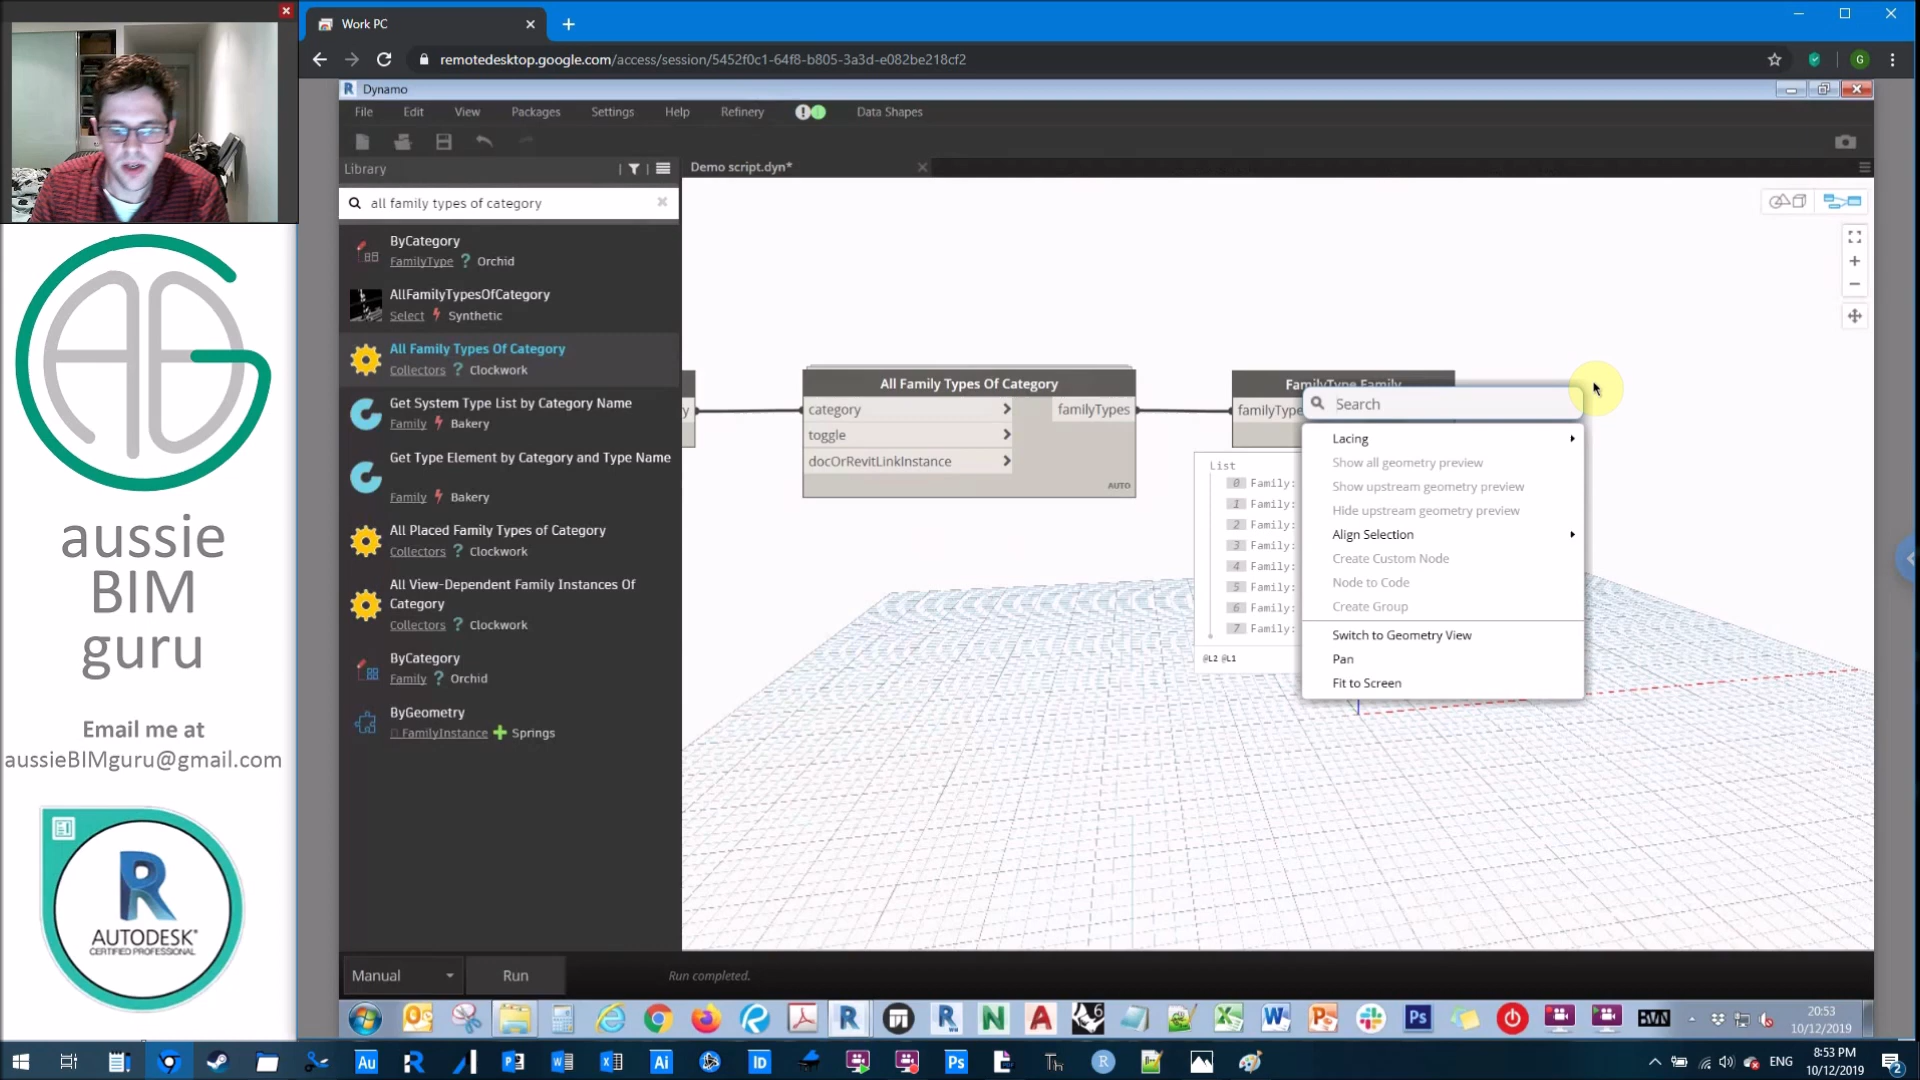 Work PC
remotedesktop.google.com/access/session/5452f0c1-64f8-b805-3a3d-e082be218cf2
G
Dynamo
File Edit View Packages Settings Help Refinery Data Shapes
Library
Demo script.dyn*
all family types of category
ByCategory
FamilyType ? Orchid
AllFamilyTypesOfCategory
Select Synthetic
All Family Types Of Category
Collectors ? Clockwork
Get System Type List by Category Name
Family Bakery
Get Type Element by Category and Type Name
Family Bakery
All Placed Family Types of Category
Collectors ? Clockwork
All View-Dependent Family Instances Of
Category
Collectors ? Clockwork
ByCategory
Family ? Orchid
ByGeometry
FamilyInstance Springs
y
All Family Types Of Category
category > familyTypes
toggle >
docOrRevitLinkInstance >
AUTO
FamilyType.Family
familyType
List
0 Family:
1 Family:
2 Family:
3 Family:
4 Family:
5 Family:
6 Family:
7 Family:
@L2 @L1
Search
Lacing
Show all geometry preview
Show upstream geometry preview
Hide upstream geometry preview
Align Selection
Create Custom Node
Node to Code
Create Group
Switch to Geometry View
Pan
Fit to Screen
Manual Run Run completed.
20:53
10/12/2019
8:53 PM
10/12/2019
ENG
2
aussie
BIM
guru
Email me at
aussieBIMguru@gmail.com
R
AUTODESK
CERTIFIED PROFESSIONAL